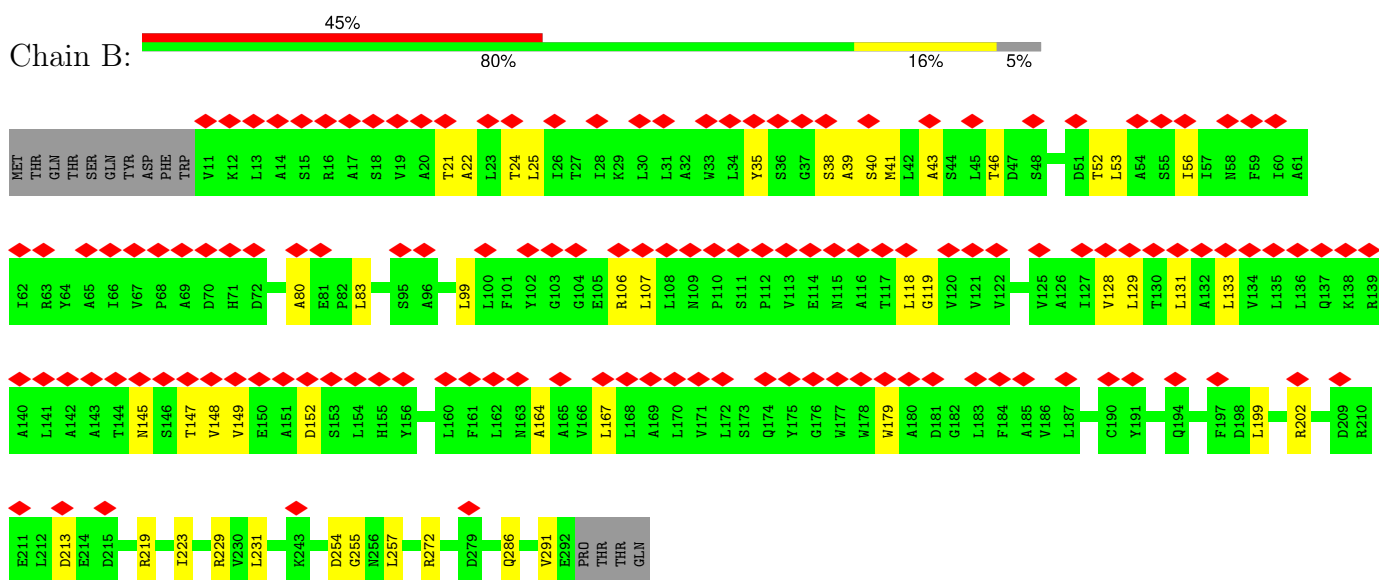 45%
Chain B:
80% 16% 5%
MET THR GLN THR SER GLN TYR ASP PHE TRP V11 K12 L13 A14 S15 R16 A17 S18 V19 A20 T21 A22 L23 T24 L25 I26 T27 I28 K29 L30 L31 A32 W33 L34 Y35 S36 G37 S38 A39 S40 M41 L42 A43 S44 L45 T46 D47 S48 D51 T52 L53 A54 S55 I56 I57 N58 F59 I60 A61
I62 R63 Y64 A65 I66 V67 P68 A69 D70 H71 D72 A80 E81 P82 L83 S95 A96 L99 L100 F101 Y102 G103 G104 E105 R106 L107 L108 N109 P110 S111 P112 V113 E114 N115 A116 T117 L118 G119 V120 V121 V122 V125 A126 I127 V128 L129 T130 L131 A132 L133 V134 L135 L136 Q137 K138 R139
A140 L141 A142 A143 T144 N145 S146 T147 V148 V149 E150 A151 D152 S153 L154 H155 Y156 L160 F161 L162 N163 A164 A165 V166 L167 L168 A169 L170 V171 L172 S173 Q174 Y175 G176 W177 W178 W179 A180 D181 G182 L183 F184 A185 V186 L187 C190 Y191 Q194 F197 D198 L199 R202 D209 R210
E211 L212 D213 E214 D215 R219 I223 R229 V230 L231 K243 D254 G255 N256 L257 R272 D279 Q286 V291 E292 PRO THR THR GLN